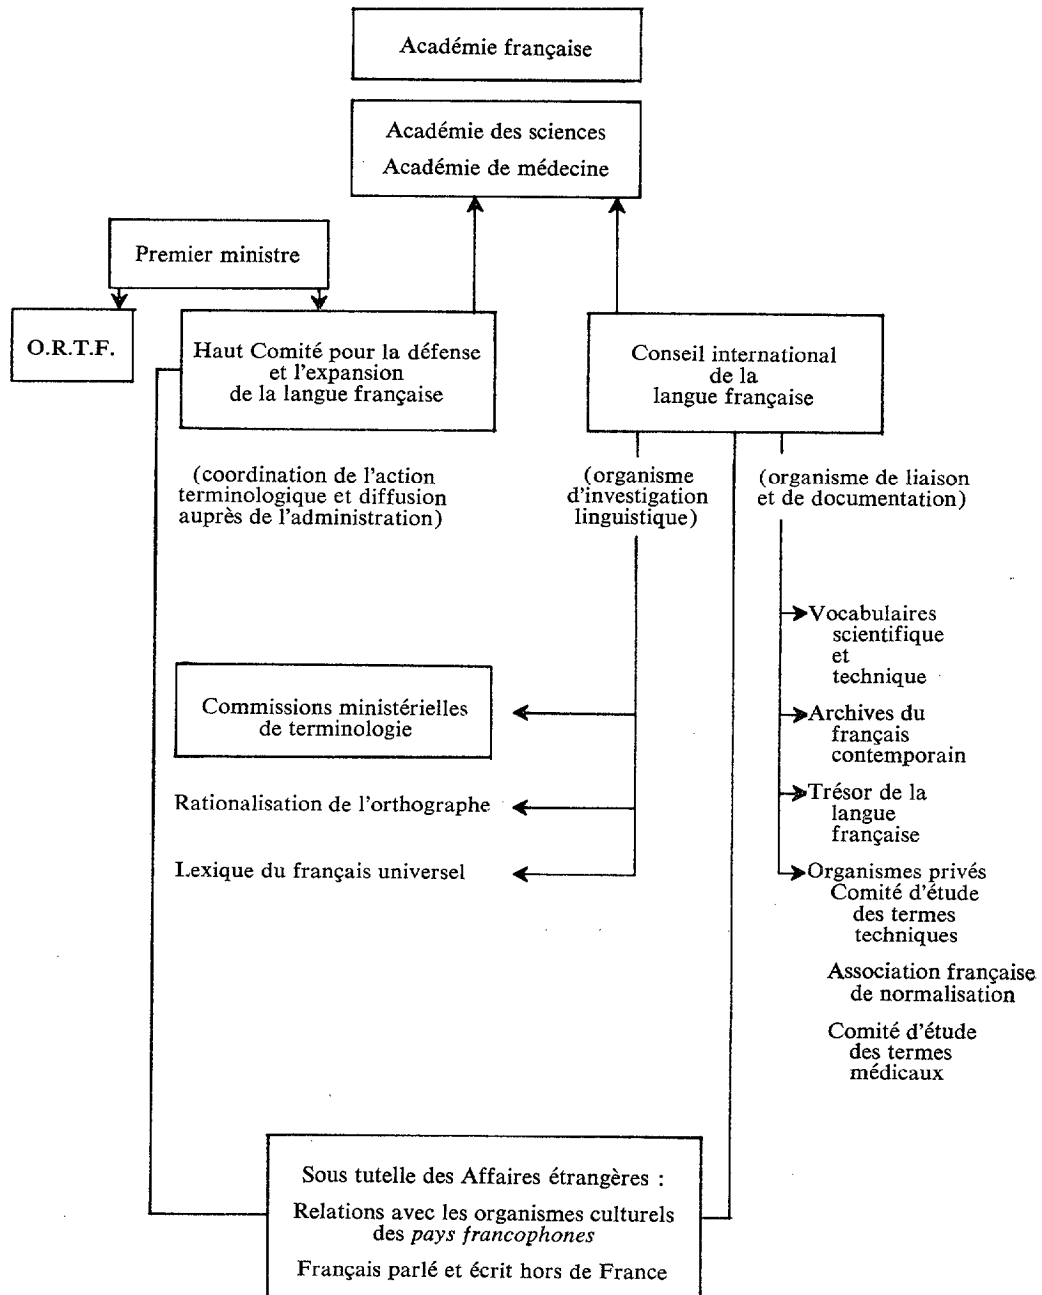 Académie française
Académie des sciences
Académie de médecine
Premier ministre
O.R.T.F.
Haut Comité pour la défense
et l'expansion
de la langue française
Conseil international
de la
langue française
(coordination de l'action
terminologique et diffusion
auprès de l'administration)
(organisme
d'investigation
linguistique)
(organisme de liaison
et de documentation)
Vocabulaires
scientifique
et
technique
Commissions ministérielles
de terminologie
Archives du
français
contemporain
Rationalisation de l'orthographe
Trésor de la
langue
française
Lexique du français universel
Organismes privés
Comité d'étude
des termes
techniques
Association française
de normalisation
Comité d'étude
des termes
médicaux
Sous tutelle des Affaires étrangères :
Relations avec les organismes culturels
des pays francophones
Français parlé et écrit hors de France